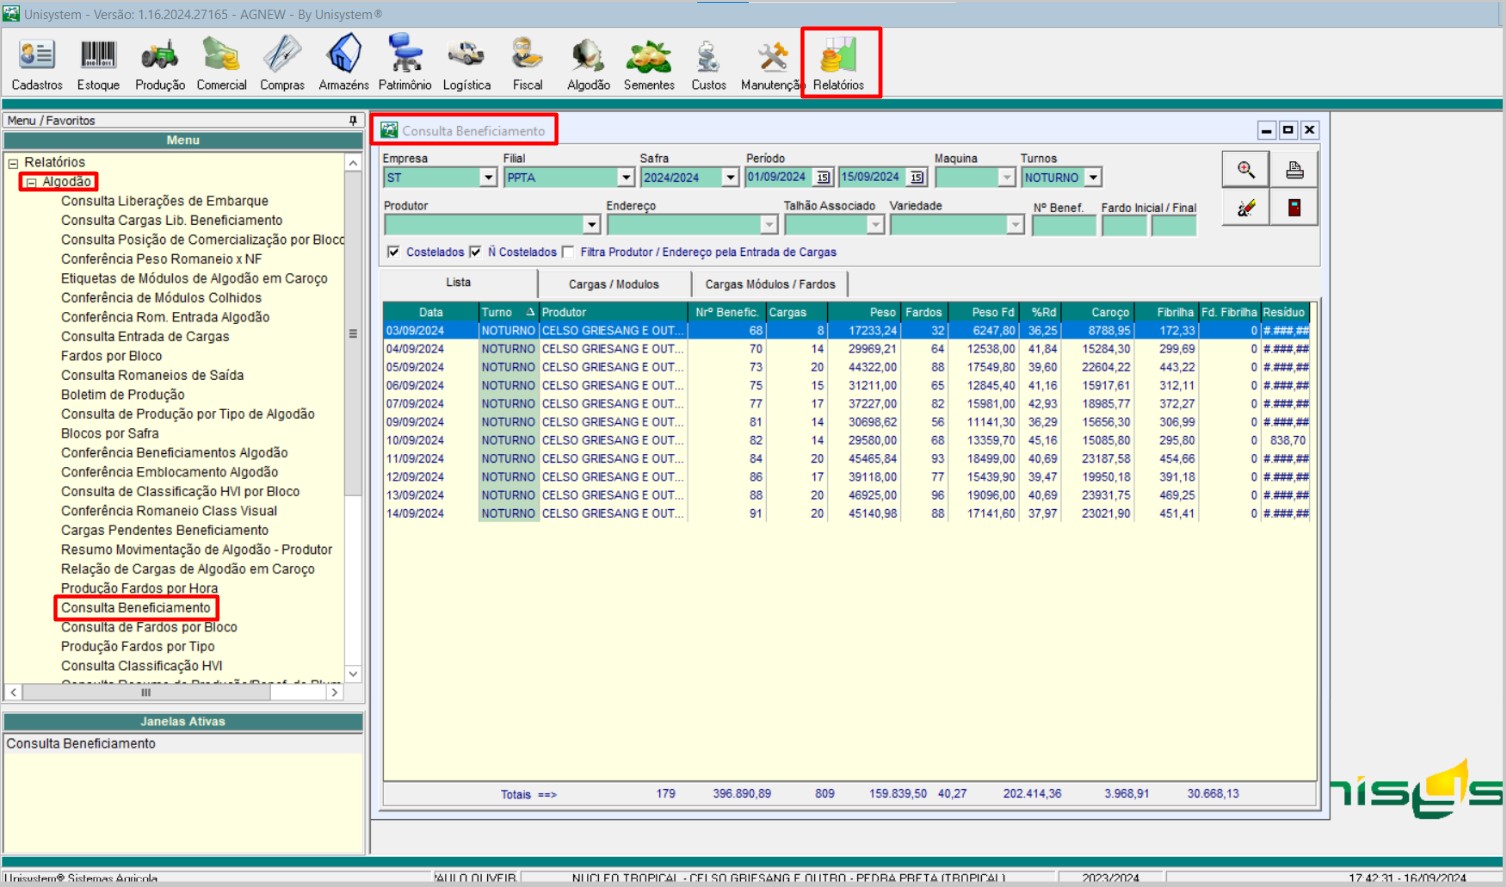 Unisystem - Versão: 1.16.2024.27165 - AGNEW - By Unisystem®
Cadastros Estoque Produção Comercial Compras Armazéns Patrimônio Logística Fiscal Algodão Sementes Custos Manutenção Relatórios
Menu / Favoritos
Menu
Relatórios
Algodão
Consulta Liberações de Embarque
Consulta Cargas Lib. Beneficiamento
Consulta Posição de Comercialização por Bloco
Conferência Peso Romaneio x NF
Etiquetas de Módulos de Algodão em Caroço
Conferência de Módulos Colhidos
Conferência Rom. Entrada Algodão
Consulta Entrada de Cargas
Fardos por Bloco
Consulta Romaneios de Saída
Boletim de Produção
Consulta de Produção por Tipo de Algodão
Blocos por Safra
Conferência Beneficiamentos Algodão
Conferência Emblocamento Algodão
Consulta de Classificação HVI por Bloco
Conferência Romaneio Class Visual
Cargas Pendentes Beneficiamento
Resumo Movimentação de Algodão - Produtor
Relação de Cargas de Algodão em Caroço
Produção Fardos por Hora
Consulta Beneficiamento
Consulta de Fardos por Bloco
Produção Fardos por Tipo
Consulta Classificação HVI
Janelas Ativas
Consulta Beneficiamento
Consulta Beneficiamento
Empresa Filial Safra Período Maquina Turnos
ST PPTA 2024/2024 01/09/2024 15 15/09/2024 15 NOTURNO
Produtor Endereço Talhão Associado Variedade Nº Benef. Fardo Inicial / Final
Costelados Ñ Costelados Filtra Produtor / Endereço pela Entrada de Cargas
Lista Cargas / Modulos Cargas Módulos / Fardos
Data Turno Produtor Nrº Benefic. Cargas Peso Fardos Peso Fd %Rd Caroço Fibrilha Fd. Fibrilha Resíduo
03/09/2024 NOTURNO CELSO GRIESANG E OUT... 68 8 17233,24 32 6247,80 36,25 8788,95 172,33 0 #.###,##
04/09/2024 NOTURNO CELSO GRIESANG E OUT... 70 14 29969,21 64 12538,00 41,84 15284,30 299,69 0 #.###,##
05/09/2024 NOTURNO CELSO GRIESANG E OUT... 73 20 44322,00 88 17549,80 39,60 22604,22 443,22 0 #.###,##
06/09/2024 NOTURNO CELSO GRIESANG E OUT... 75 15 31211,00 65 12845,40 41,16 15917,61 312,11 0 #.###,##
07/09/2024 NOTURNO CELSO GRIESANG E OUT... 77 17 37227,00 82 15981,00 42,93 18985,77 372,27 0 #.###,##
09/09/2024 NOTURNO CELSO GRIESANG E OUT... 81 14 30698,62 56 11141,30 36,29 15656,30 306,99 0 #.###,##
10/09/2024 NOTURNO CELSO GRIESANG E OUT... 82 14 29580,00 68 13359,70 45,16 15085,80 295,80 0 838,70
11/09/2024 NOTURNO CELSO GRIESANG E OUT... 84 20 45465,84 93 18499,00 40,69 23187,58 454,66 0 #.###,##
12/09/2024 NOTURNO CELSO GRIESANG E OUT... 86 17 39118,00 77 15439,90 39,47 19950,18 391,18 0 #.###,##
13/09/2024 NOTURNO CELSO GRIESANG E OUT... 88 20 46925,00 96 19096,00 40,69 23931,75 469,25 0 #.###,##
14/09/2024 NOTURNO CELSO GRIESANG E OUT... 91 20 45140,98 88 17141,60 37,97 23021,90 451,41 0 #.###,##
Totais ==> 179 396.890,89 809 159.839,50 40,27 202.414,36 3.968,91 30.668,13
Unisystem® Sistemas Agrícola NUCLEO TROPICAL - CELSO GRIESANG E OUTRO - PEDRA PRETA (TROPICAL) 2023/2024 17:42:31 - 16/09/2024